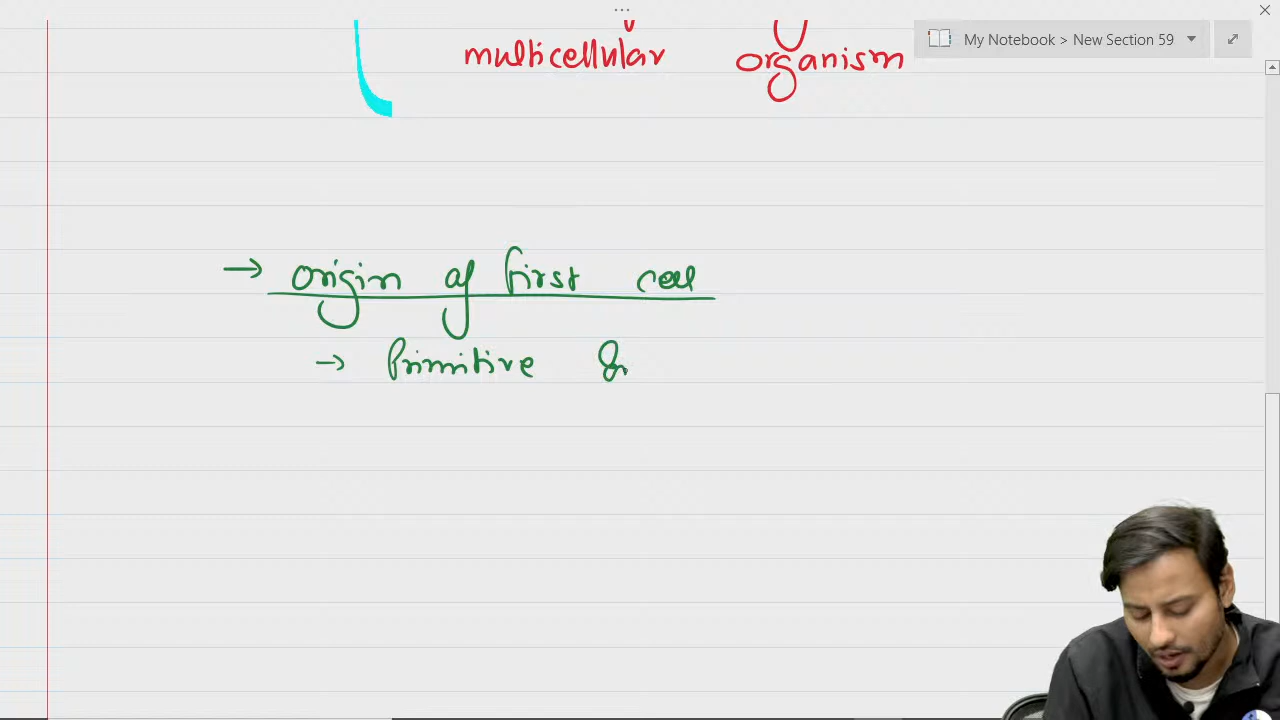 My Notebook > New Section 59
multicellular organism
→ origin of first cell
→ Primitive